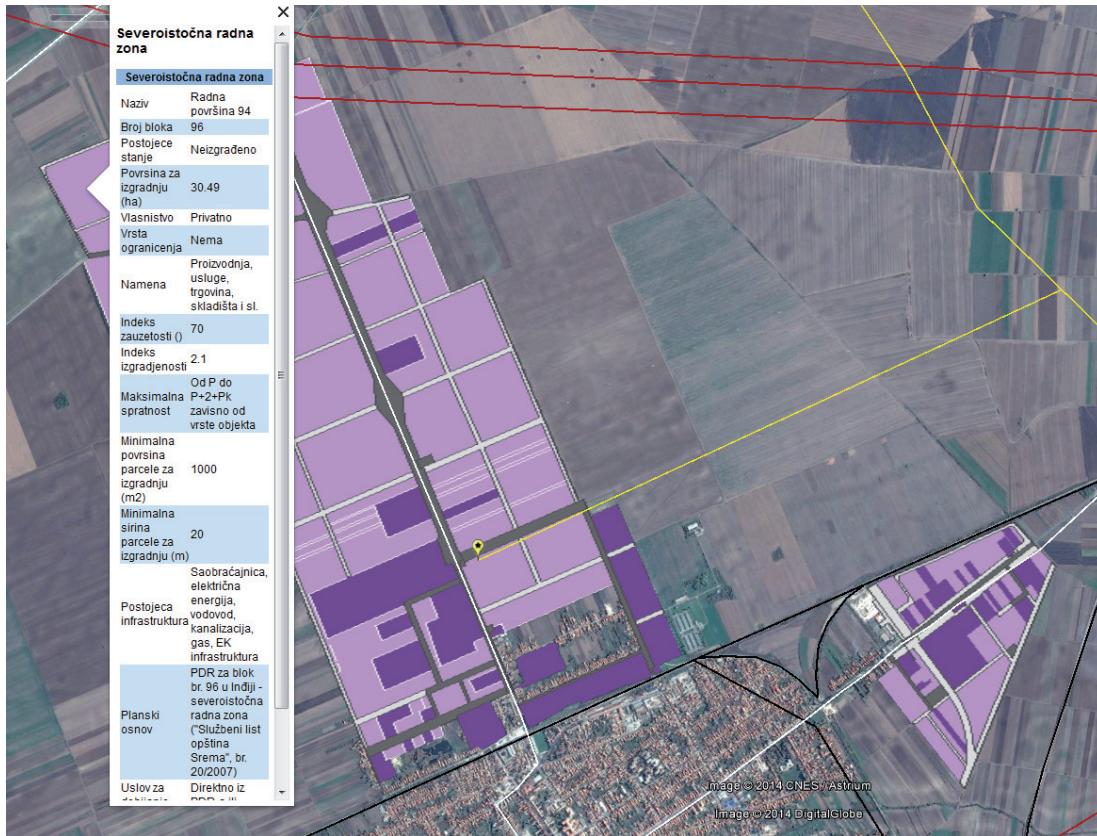 Severoistočna radna
zona
Severoistočna radna zona
Naziv
Radna
površina 94
Broj bloka
96
Postojece
stanje
Neizgrađeno
Povrsina za
izgradnju
(ha)
30.49
Vlasnistvo
Privatno
Vrsta
ogranicenja
Nema
Namena
Proizvodnja,
usluge,
trgovina,
skladišta i sl.
Indeks
zauzetosti ()
70
Indeks
izgradjenosti
2.1
Maksimalna
spratnost
Od P do
P+2+Pk
zavisno od
vrste objekta
Minimalna
povrsina
parcele za
izgradnju
(m2)
1000
Minimalna
sirina
parcele za
izgradnju (m)
20
Postojeca
infrastruktura
Saobraćajnica,
električna
energija,
vodovod,
kanalizacija,
gas, EK
infrastruktura
Planski
osnov
PDR za blok
br. 96 u Inđiji -
severoistočna
radna zona
("Službeni list
opština
Srema", br.
20/2007)
Uslov za
Direktno iz
Image © 2014 CNES / Astrium
Image © 2014 DigitalGlobe